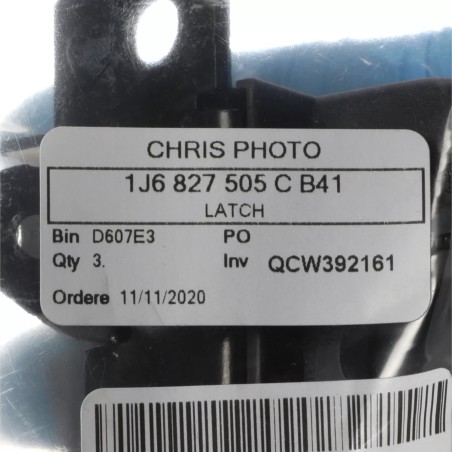 CHRIS PHOTO
1J6 827 505 C B41
LATCH
Bin D607E3 PO
Qty 3. Inv QCW392161
Ordere 11/11/2020